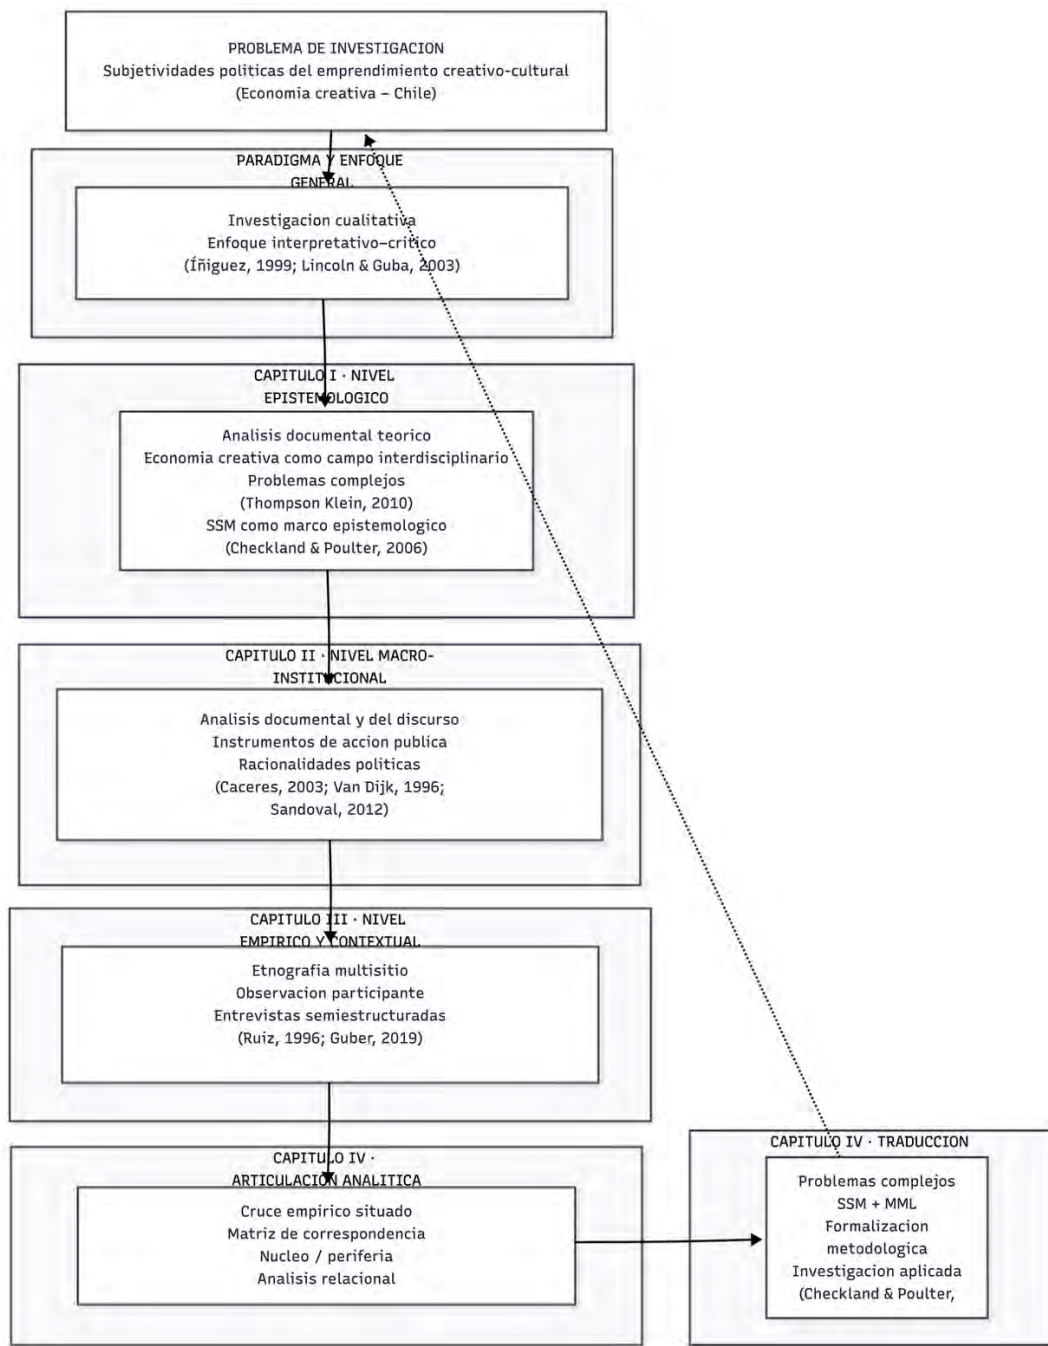 PROBLEMA DE INVESTIGACION
Subjetividades politicas del emprendimiento creativo-cultural
(Economia creativa – Chile)
PARADIGMA Y ENFOQUE
GENERAL
Investigacion cualitativa
Enfoque interpretativo–critico
(Íñiguez, 1999; Lincoln & Guba, 2003)
CAPITULO I · NIVEL
EPISTEMOLOGICO
Analisis documental teorico
Economia creativa como campo interdisciplinario
Problemas complejos
(Thompson Klein, 2010)
SSM como marco epistemologico
(Checkland & Poulter, 2006)
CAPITULO II · NIVEL MACRO-
INSTITUCIONAL
Analisis documental y del discurso
Instrumentos de accion publica
Racionalidades politicas
(Caceres, 2003; Van Dijk, 1996;
Sandoval, 2012)
CAPITULO III · NIVEL
EMPIRICO Y CONTEXTUAL
Etnografia multisitio
Observacion participante
Entrevistas semiestructuradas
(Ruiz, 1996; Guber, 2019)
CAPITULO IV ·
ARTICULACION ANALITICA
Cruce empirico situado
Matriz de correspondencia
Nucleo / periferia
Analisis relacional
CAPITULO IV · TRADUCCION
Problemas complejos
SSM + MML
Formalizacion
metodologica
Investigacion aplicada
(Checkland & Poulter,